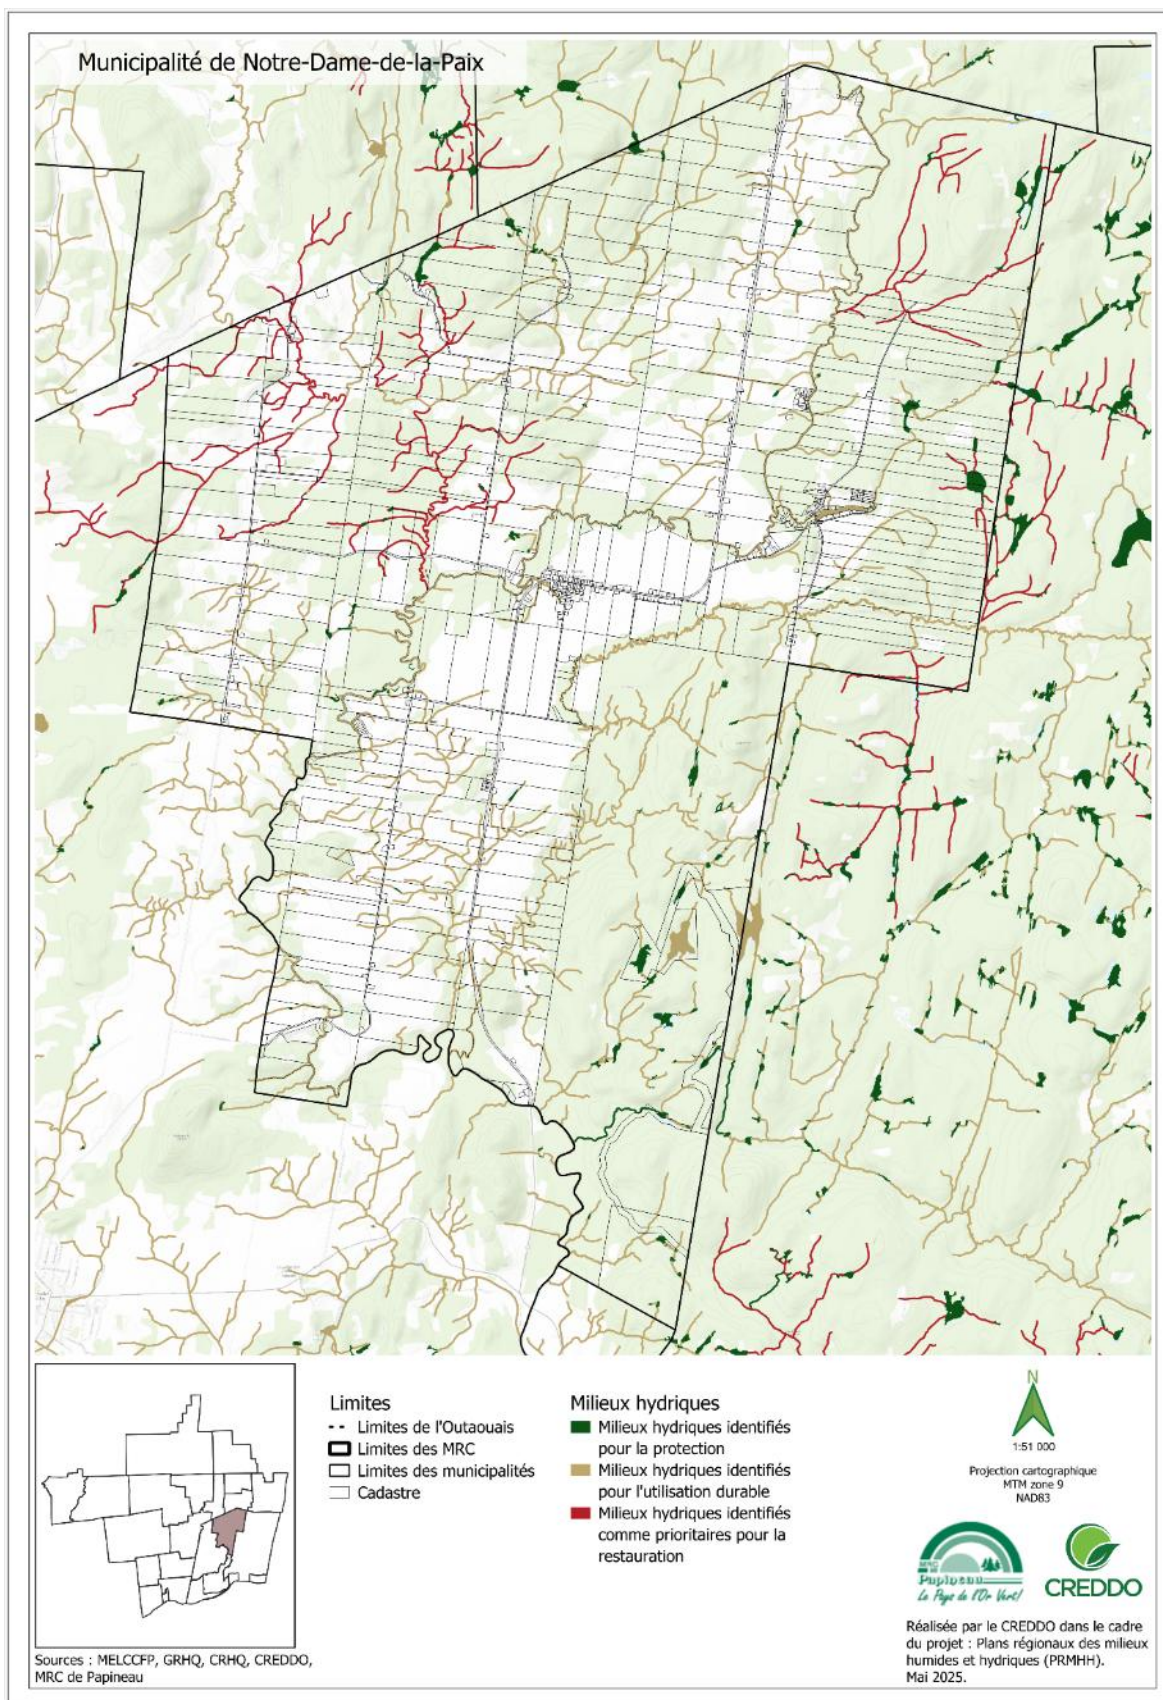 Municipalité de Notre-Dame-de-la-Paix
Limites
Limites de l'Outaouais
Limites des MRC
Limites des municipalités
Cadastre
Milieux hydriques
Milieux hydriques identifiés
pour la protection
Milieux hydriques identifiés
pour l'utilisation durable
Milieux hydriques identifiés
comme prioritaires pour la
restauration
N
1:51 000
Projection cartographique
MTM zone 9
NAD83
MRC de
Papineau
Le Pays de l'Or Vert!
CREDDO
Réalisée par le CREDDO dans le cadre
du projet : Plans régionaux des milieux
humides et hydriques (PRMHH).
Mai 2025.
Sources : MELCCFP, GRHQ, CRHQ, CREDDO,
MRC de Papineau